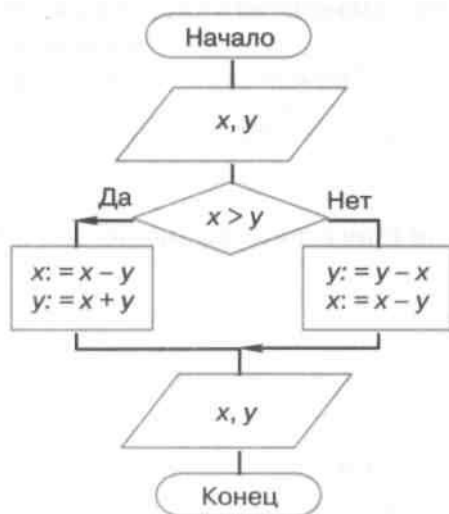 Начало
x, y
Да
x > y
Нет
x: = x – y
y: = x + y
y: = y – x
x: = x – y
x, y
Конец